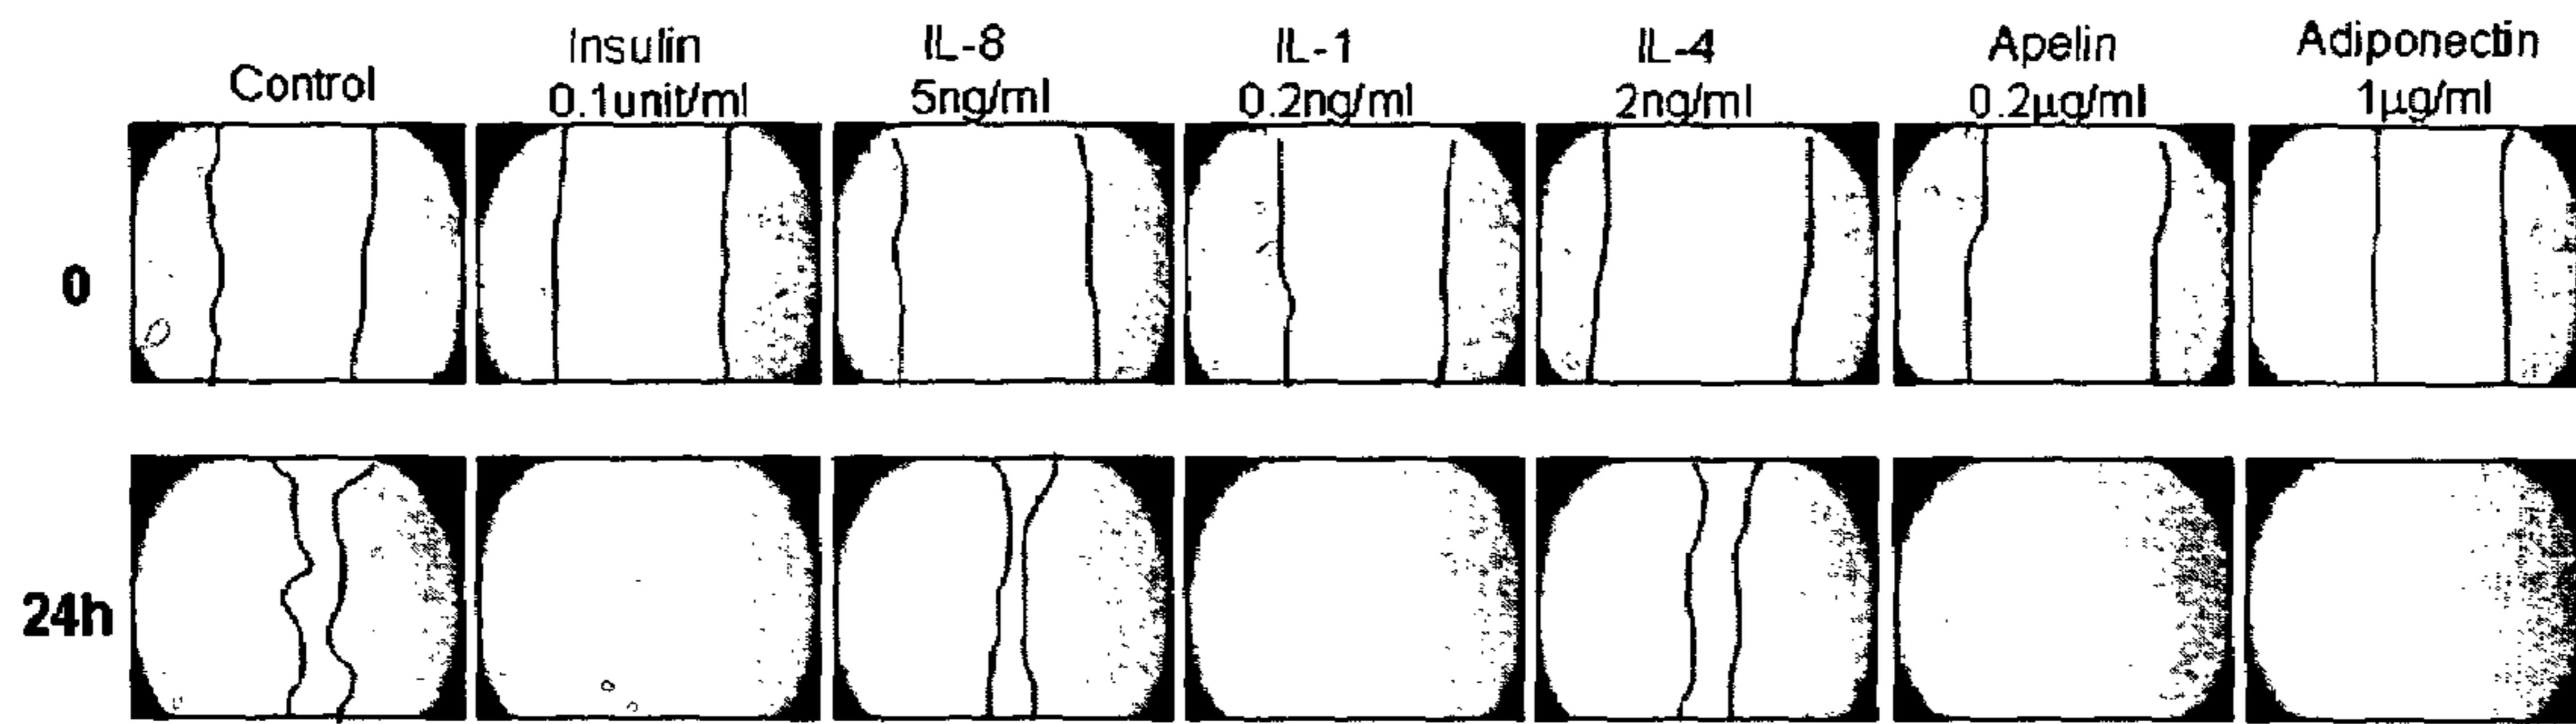 Control
Insulin
0.1unit/ml
IL-8
5ng/ml
IL-1
0.2ng/ml
IL-4
2ng/ml
Apelin
0.2µg/ml
Adiponectin
1µg/ml
0
24h